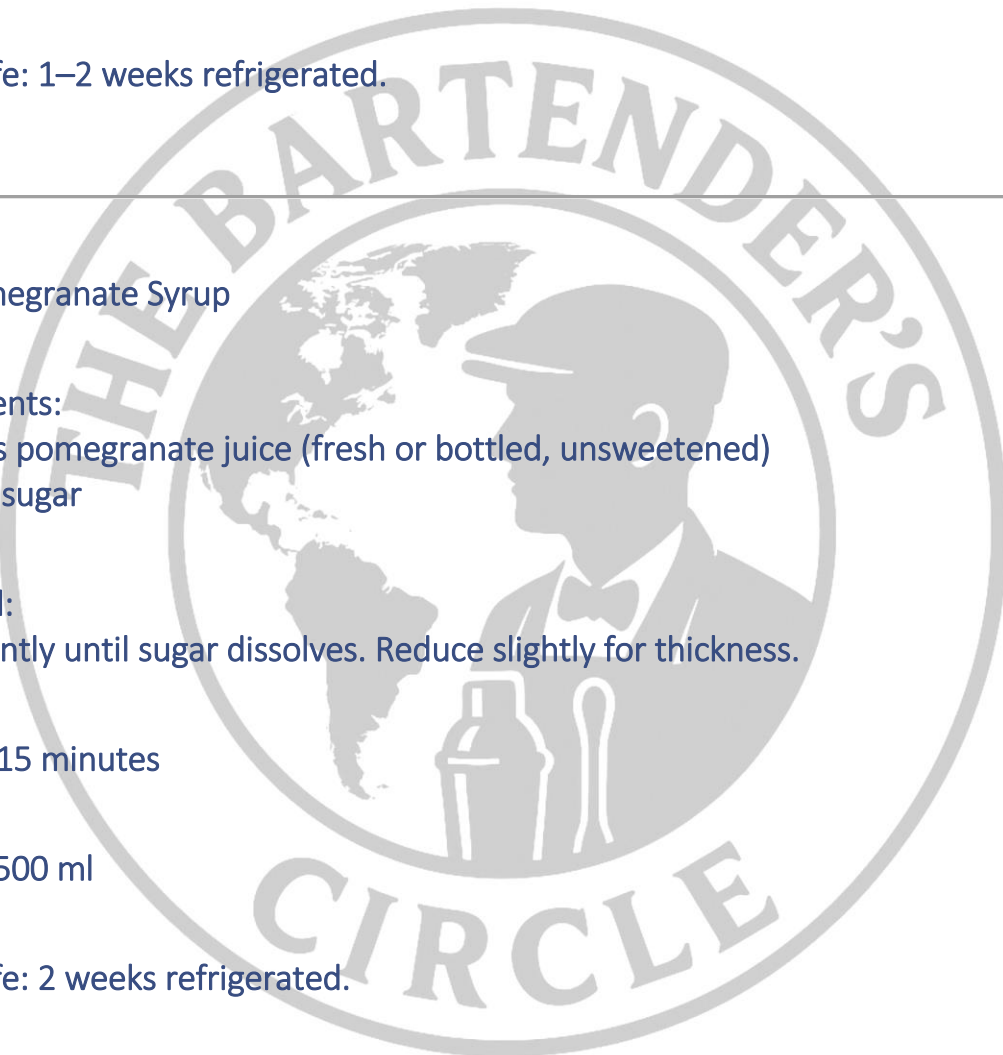 fe: 1–2 weeks refrigerated.
THE BARTENDER'S
negranate Syrup
ents:
s pomegranate juice (fresh or bottled, unsweetened)
sugar
l:
ntly until sugar dissolves. Reduce slightly for thickness.
15 minutes
500 ml
fe: 2 weeks refrigerated.
CIRCLE